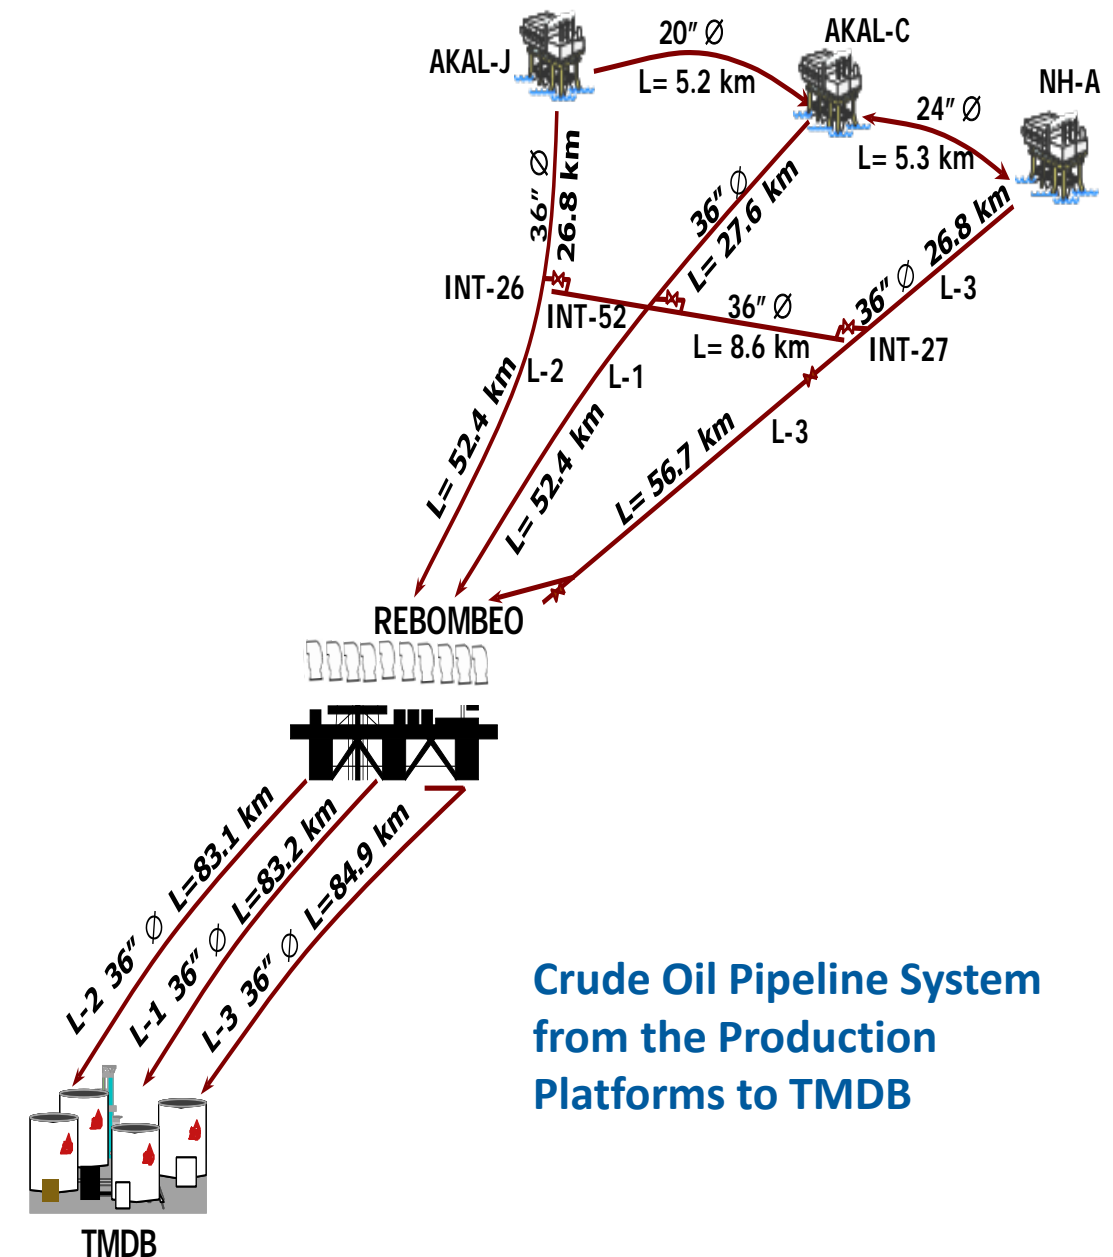 AKAL-J
20" Ø
L= 5.2 km
AKAL-C
24" Ø
L= 5.3 km
NH-A
36" Ø
26.8 km
36" Ø
L= 27.6 km
36" Ø 26.8 km
L-3
INT-26
INT-52
36" Ø
L= 8.6 km
INT-27
L-2
L-1
L-3
L= 52.4 km
L= 52.4 km
L= 56.7 km
REBOMBEO
L-2 36" Ø L=83.1 km
L-1 36" Ø L=83.2 km
L-3 36" Ø L=84.9 km
Crude Oil Pipeline System
from the Production
Platforms to TMDB
TMDB